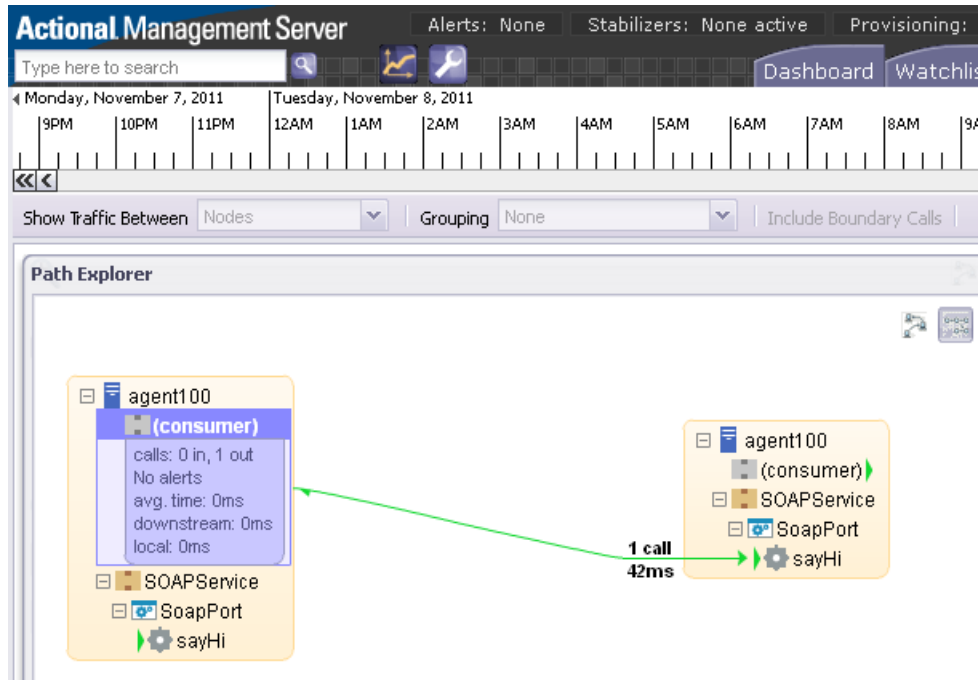 Actional Management Server Alerts: None Stabilizers: None active Provisioning:
Type here to search
Dashboard Watchlis
Monday, November 7, 2011 Tuesday, November 8, 2011
9PM 10PM 11PM 12AM 1AM 2AM 3AM 4AM 5AM 6AM 7AM 8AM 9A
Show Traffic Between Nodes Grouping None Include Boundary Calls
Path Explorer
agent100
(consumer)
calls: 0 in, 1 out
No alerts
avg. time: 0ms
downstream: 0ms
local: 0ms
SOAPService
SoapPort
sayHi
1 call
42ms
agent100
(consumer)
SOAPService
SoapPort
sayHi